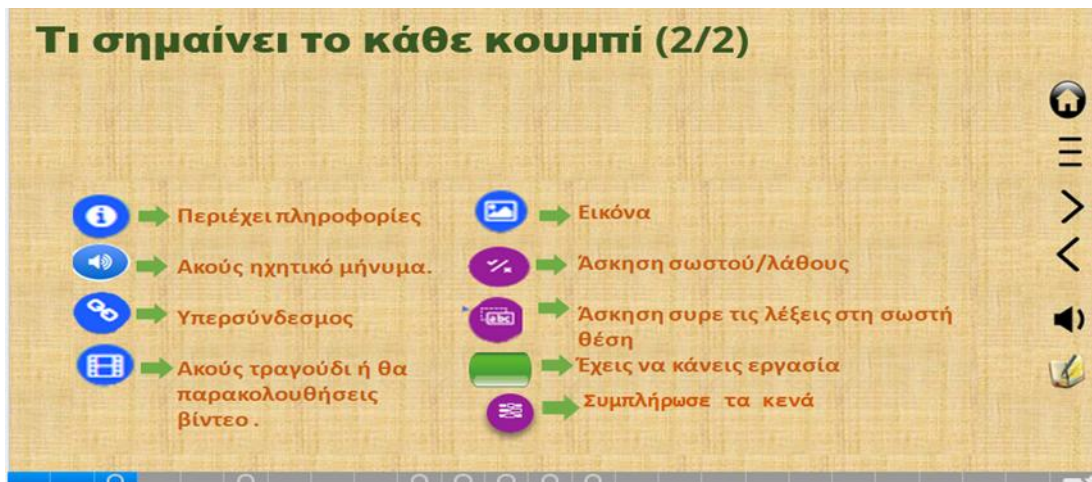 Τι σημαίνει το κάθε κουμπί (2/2)
Περιέχει πληροφορίες
Ακούς ηχητικό μήνυμα.
Υπερσύνδεσμος
Ακούς τραγούδι ή θα
παρακολουθήσεις
βίντεο .
Εικόνα
Άσκηση σωστού/λάθους
abc
Άσκηση συρε τις λέξεις στη σωστή
θέση
Έχεις να κάνεις εργασία
Συμπλήρωσε τα κενά